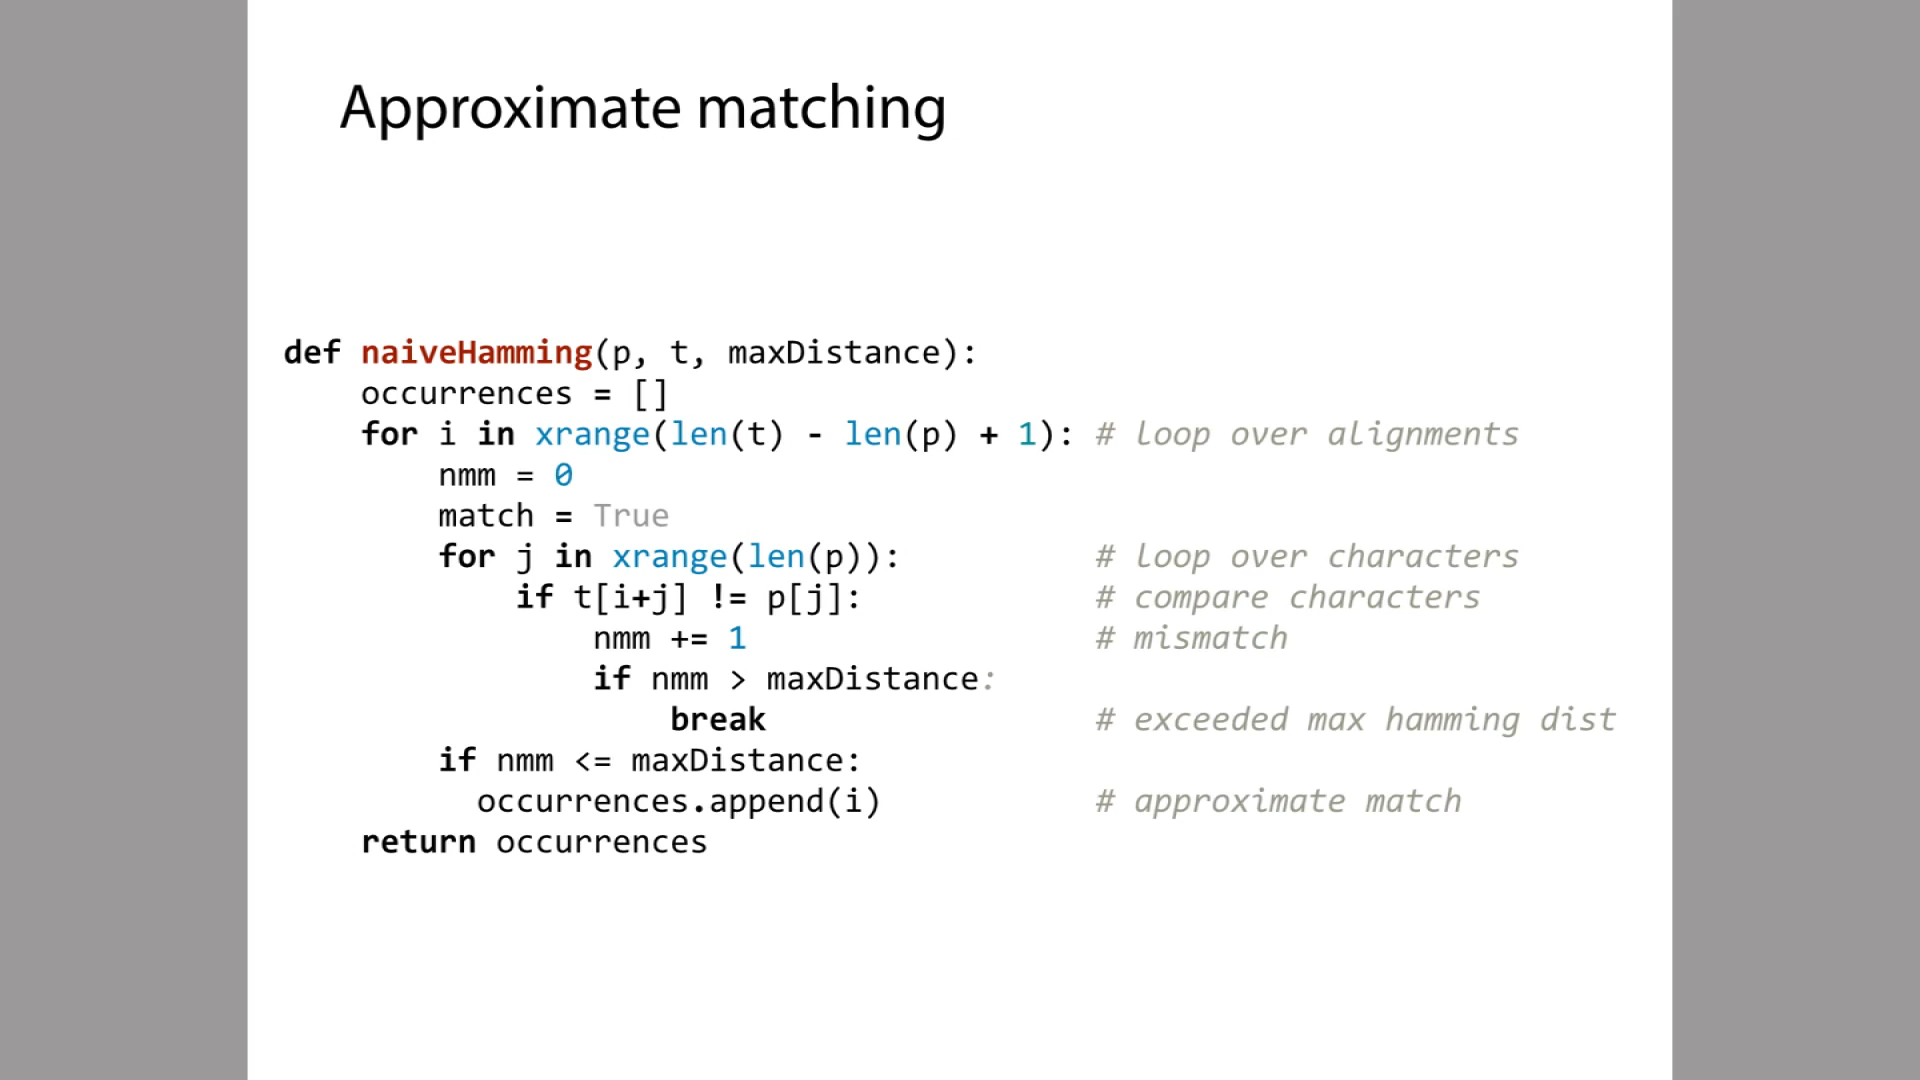 Approximate matching
def naiveHamming(p, t, maxDistance):
    occurrences = []
    for i in xrange(len(t) - len(p) + 1): # loop over alignments
        nmm = 0
        match = True
        for j in xrange(len(p)):          # loop over characters
            if t[i+j] != p[j]:            # compare characters
                nmm += 1                  # mismatch
                if nmm > maxDistance:
                    break                 # exceeded max hamming dist
        if nmm <= maxDistance:
          occurrences.append(i)           # approximate match
    return occurrences